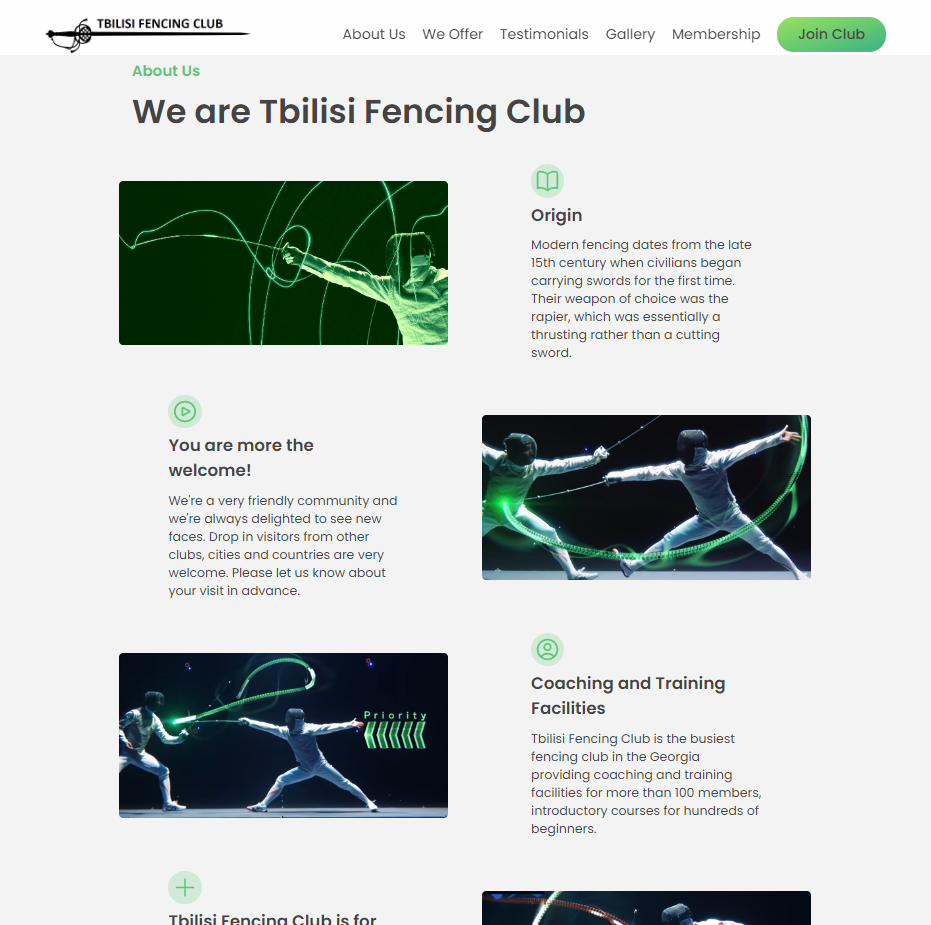 TBILISI FENCING CLUB
About Us
We Offer
Testimonials
Gallery
Membership
Join Club
About Us
We are Tbilisi Fencing Club
Origin
Modern fencing dates from the late
15th century when civilians began
carrying swords for the first time.
Their weapon of choice was the
rapier, which was essentially a
thrusting rather than a cutting
sword.
You are more the
welcome!
We're a very friendly community and
we're always delighted to see new
faces. Drop in visitors from other
clubs, cities and countries are very
welcome. Please let us know about
your visit in advance.
Priority
Coaching and Training
Facilities
Tbilisi Fencing Club is the busiest
fencing club in the Georgia
providing coaching and training
facilities for more than 100 members,
introductory courses for hundreds of
beginners.
Tbilisi Fencing Club is for